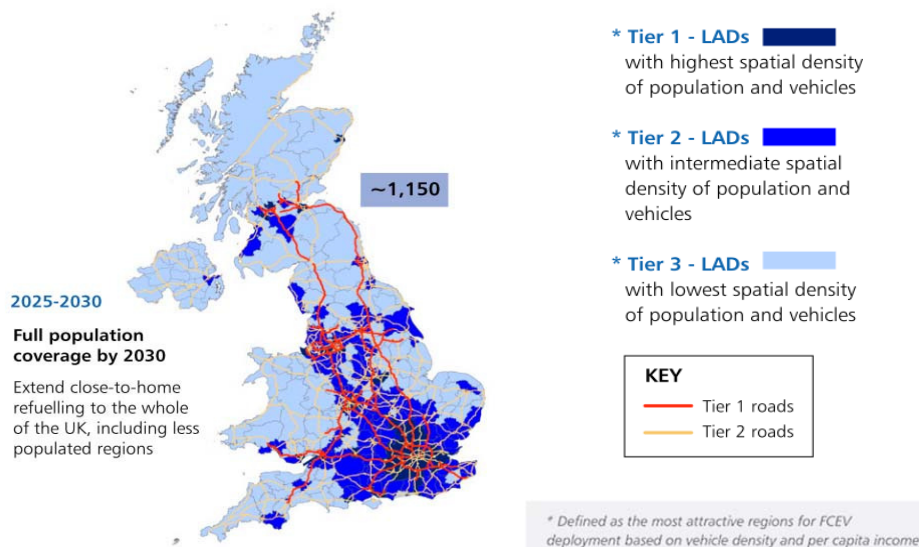 ~1,150
2025-2030
Full population
coverage by 2030
Extend close-to-home
refuelling to the whole
of the UK, including less
populated regions
* Tier 1 - LADs
with highest spatial density
of population and vehicles
* Tier 2 - LADs
with intermediate spatial
density of population and
vehicles
* Tier 3 - LADs
with lowest spatial density
of population and vehicles
KEY
Tier 1 roads
Tier 2 roads
* Defined as the most attractive regions for FCEV
deployment based on vehicle density and per capita income